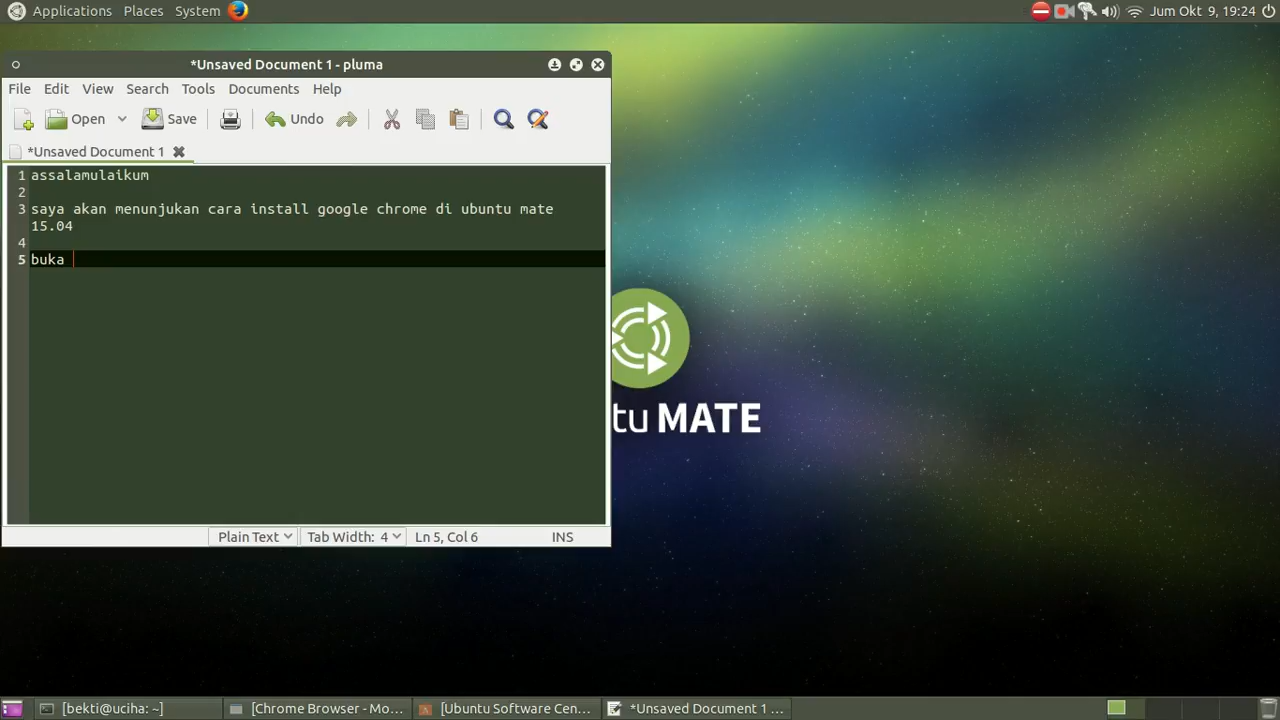 Applications Places System Jum Okt 9, 19:24
*Unsaved Document 1 - pluma
File Edit View Search Tools Documents Help
Open Save Undo
*Unsaved Document 1
1 assalamulaikum
2
3 saya akan menunjukan cara install google chrome di ubuntu mate
15.04
4
5 buka
tu MATE
Plain Text Tab Width: 4 Ln 5, Col 6 INS
[bekti@uciha: ~] [Chrome Browser - Mo... [Ubuntu Software Cen... *Unsaved Document 1 ...